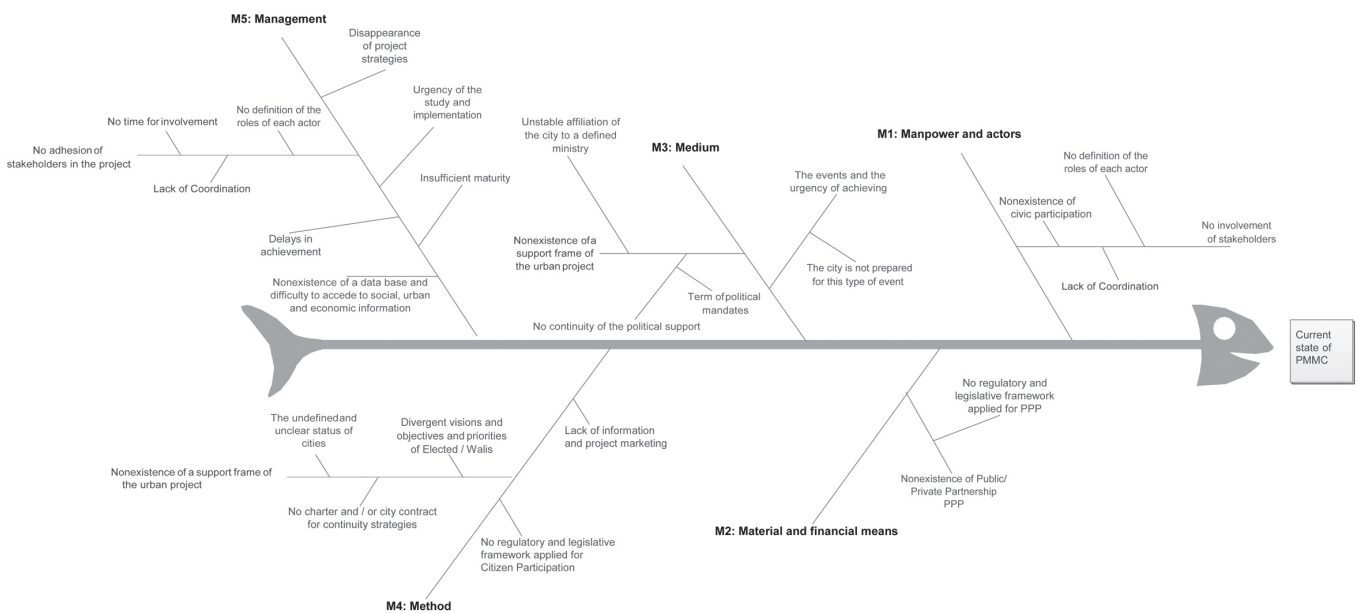 M5: Management
Disappearance
of project
strategies
Urgency of the
study and
implementation
No definition of the
roles of each actor
No time for involvement
No adhesion of
stakeholders in the project
Lack of Coordination
Insufficient maturity
Delays in
achievement
Nonexistence of a data base and
difficulty to accede to social, urban
and economic information
Unstable affiliation of
the city to a defined
ministry
M3: Medium
The events and the
urgency of achieving
Nonexistence of a
support frame of
the urban project
The city is not prepared
for this type of event
Term of political
mandates
No continuity of the political support
M1: Manpower and actors
No definition of the
roles of each actor
Nonexistence of
civic participation
No involvement
of stakeholders
Lack of Coordination
Current
state of
PMMC
The undefined and
unclear status of
cities
Divergent visions and
objectives and priorities
of Elected / Walis
Lack of information
and project marketing
Nonexistence of a support frame of
the urban project
No charter and / or city contract
for continuity strategies
No regulatory and legislative
framework applied for
Citizen Participation
M4: Method
No regulatory and
legislative framework
applied for PPP
Nonexistence of Public/
Private Partnership
PPP
M2: Material and financial means